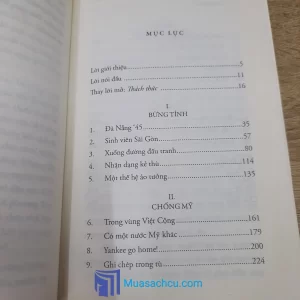 MỤC LỤC
Lời giới thiệu 5
Lời nói đầu 11
Thay lời mở: Thách thức 16
I.
BỪNG TỈNH
1. Đà Nẵng '45 35
2. Sinh viên Sài Gòn 57
3. Xuống đường đấu tranh 80
4. Nhận dạng kẻ thù 114
5. Một thế hệ ảo tưởng 135
II.
CHỐNG MỸ
6. Trong vùng Việt Cộng 161
7. Có một nước Mỹ khác 179
8. Yankee go home! 200
9. Ghi chép trong tù 224
Muasachcu.com